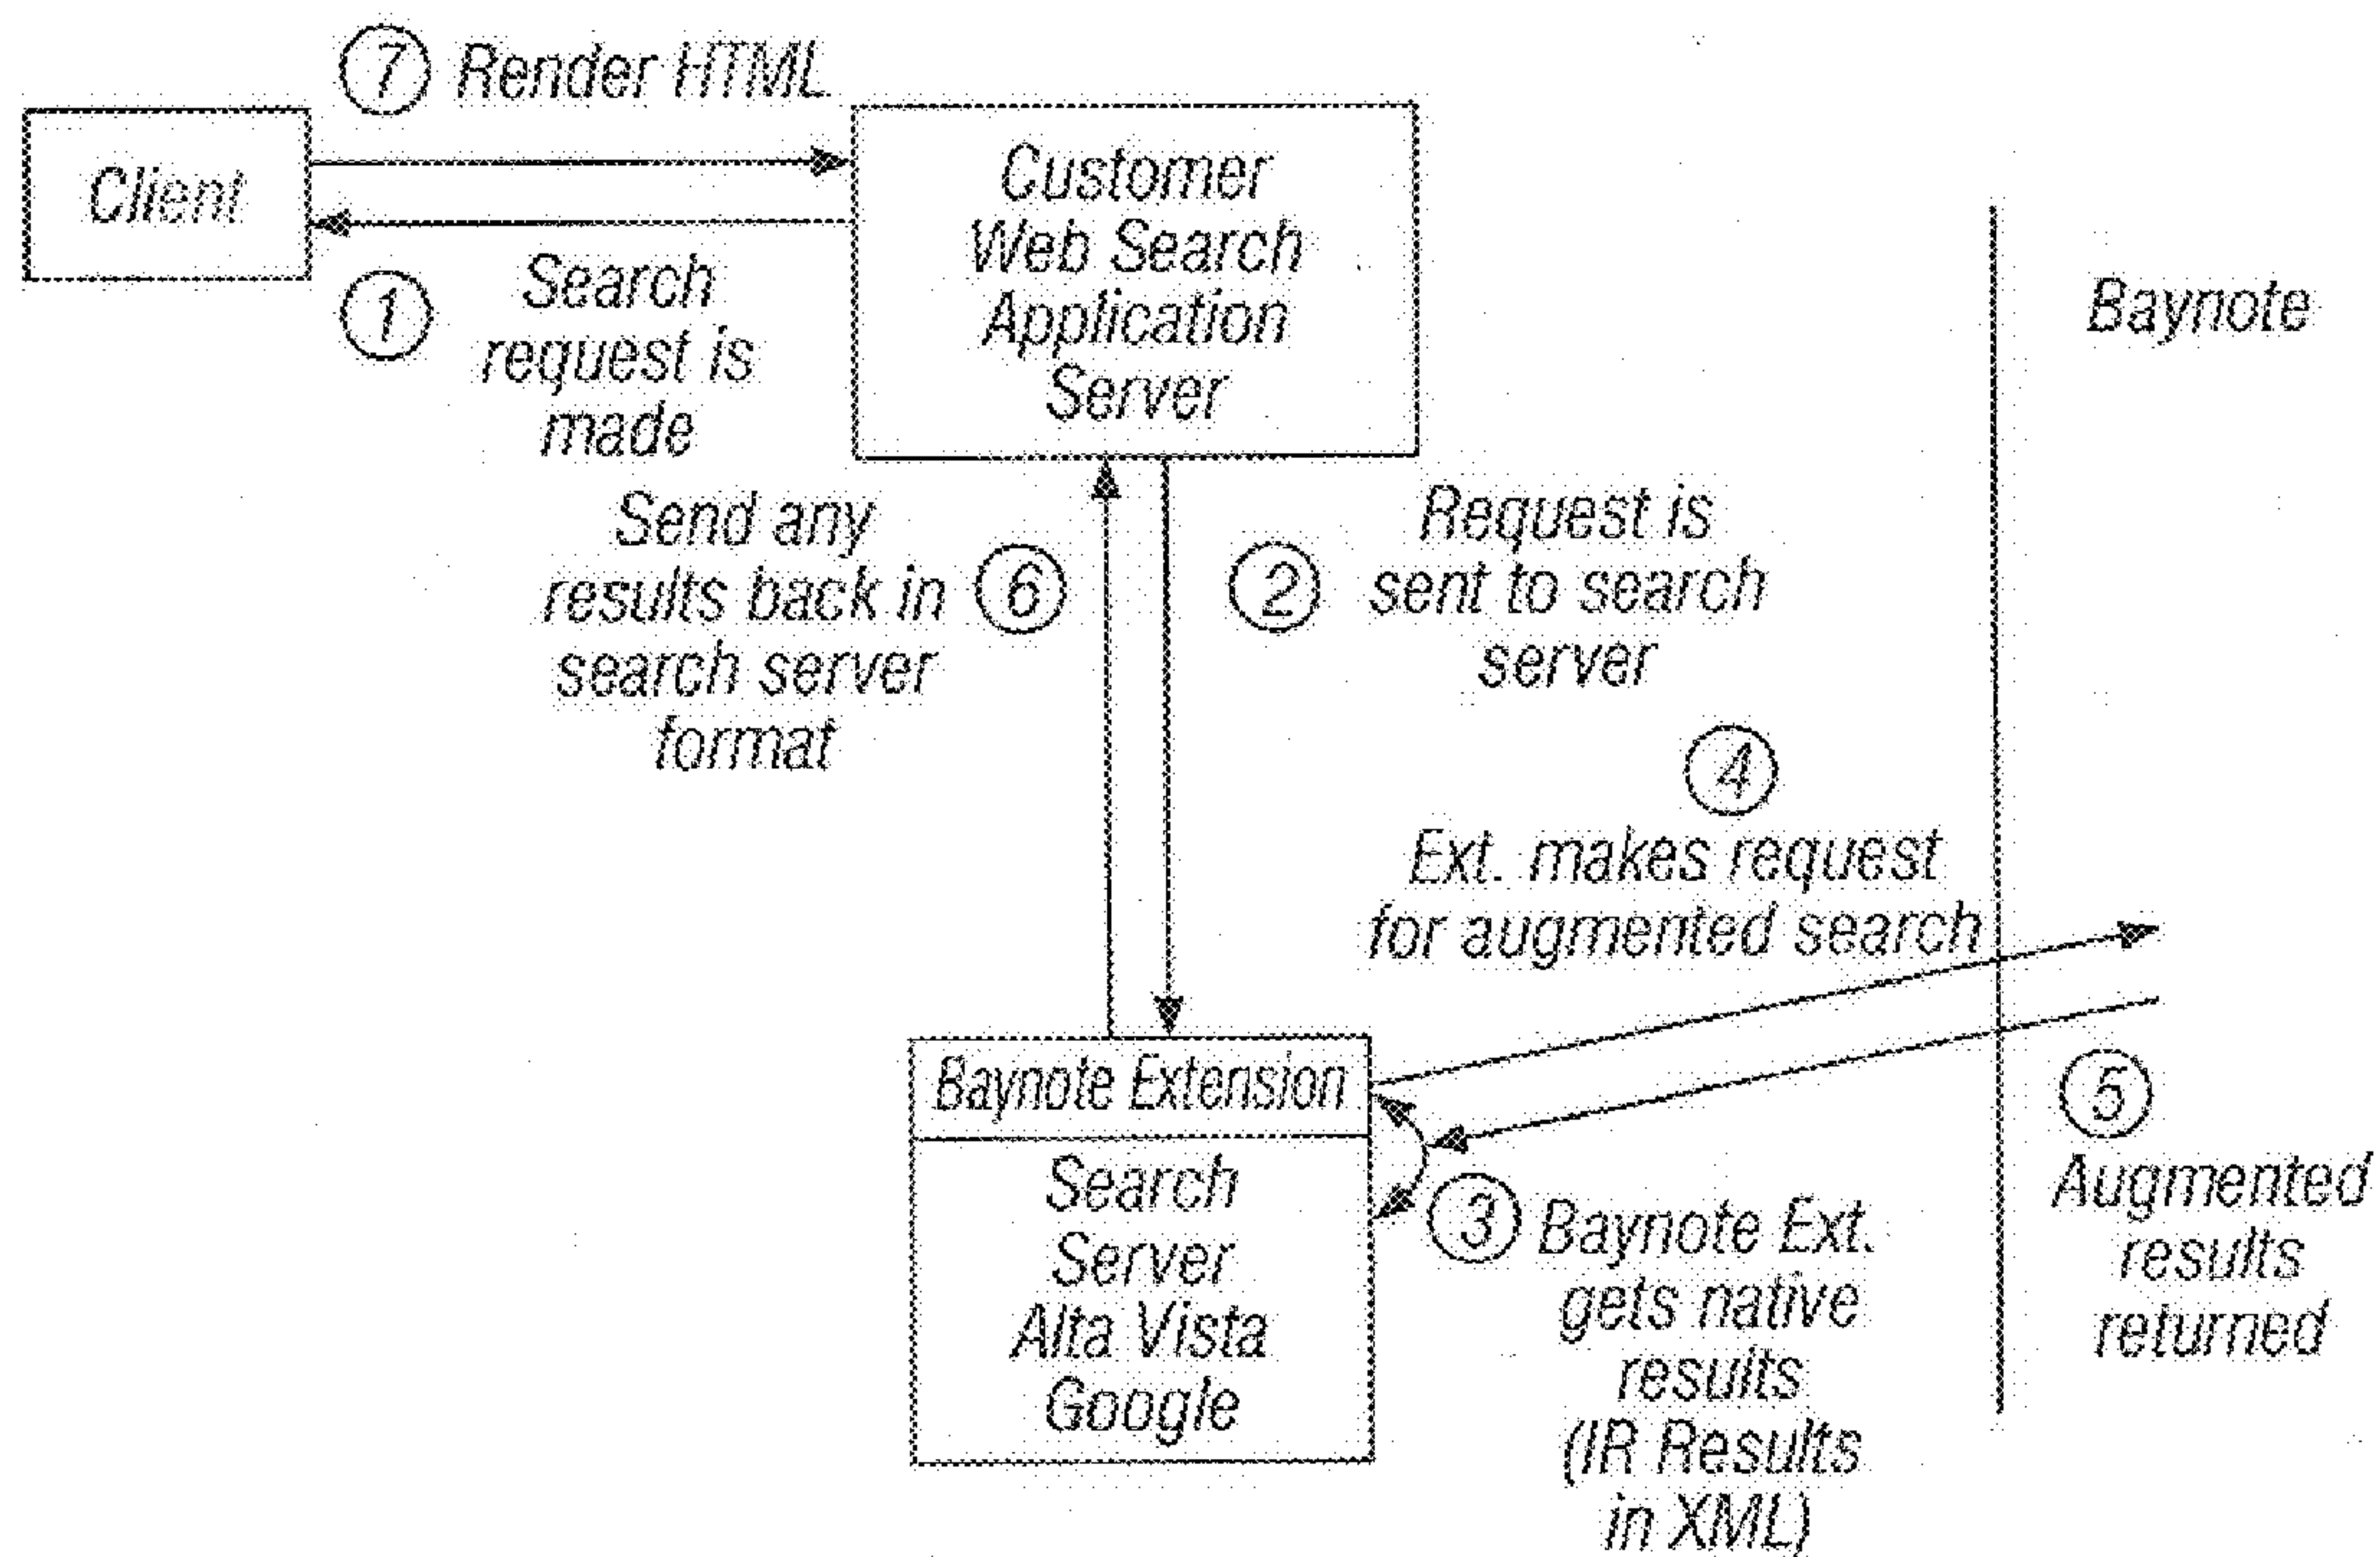 7 Render HTML
Client
Customer
Web Search
Application
Server
1
Search
request is
made
Baynote
Send any
results back in
search server
format
6
2
Request is
sent to search
server
4
Ext. makes request
for augmented search
Baynote Extension
Search
Server
Alta Vista
Google
3 Baynote Ext.
gets native
results
(IR Results
in XML)
5
Augmented
results
returned